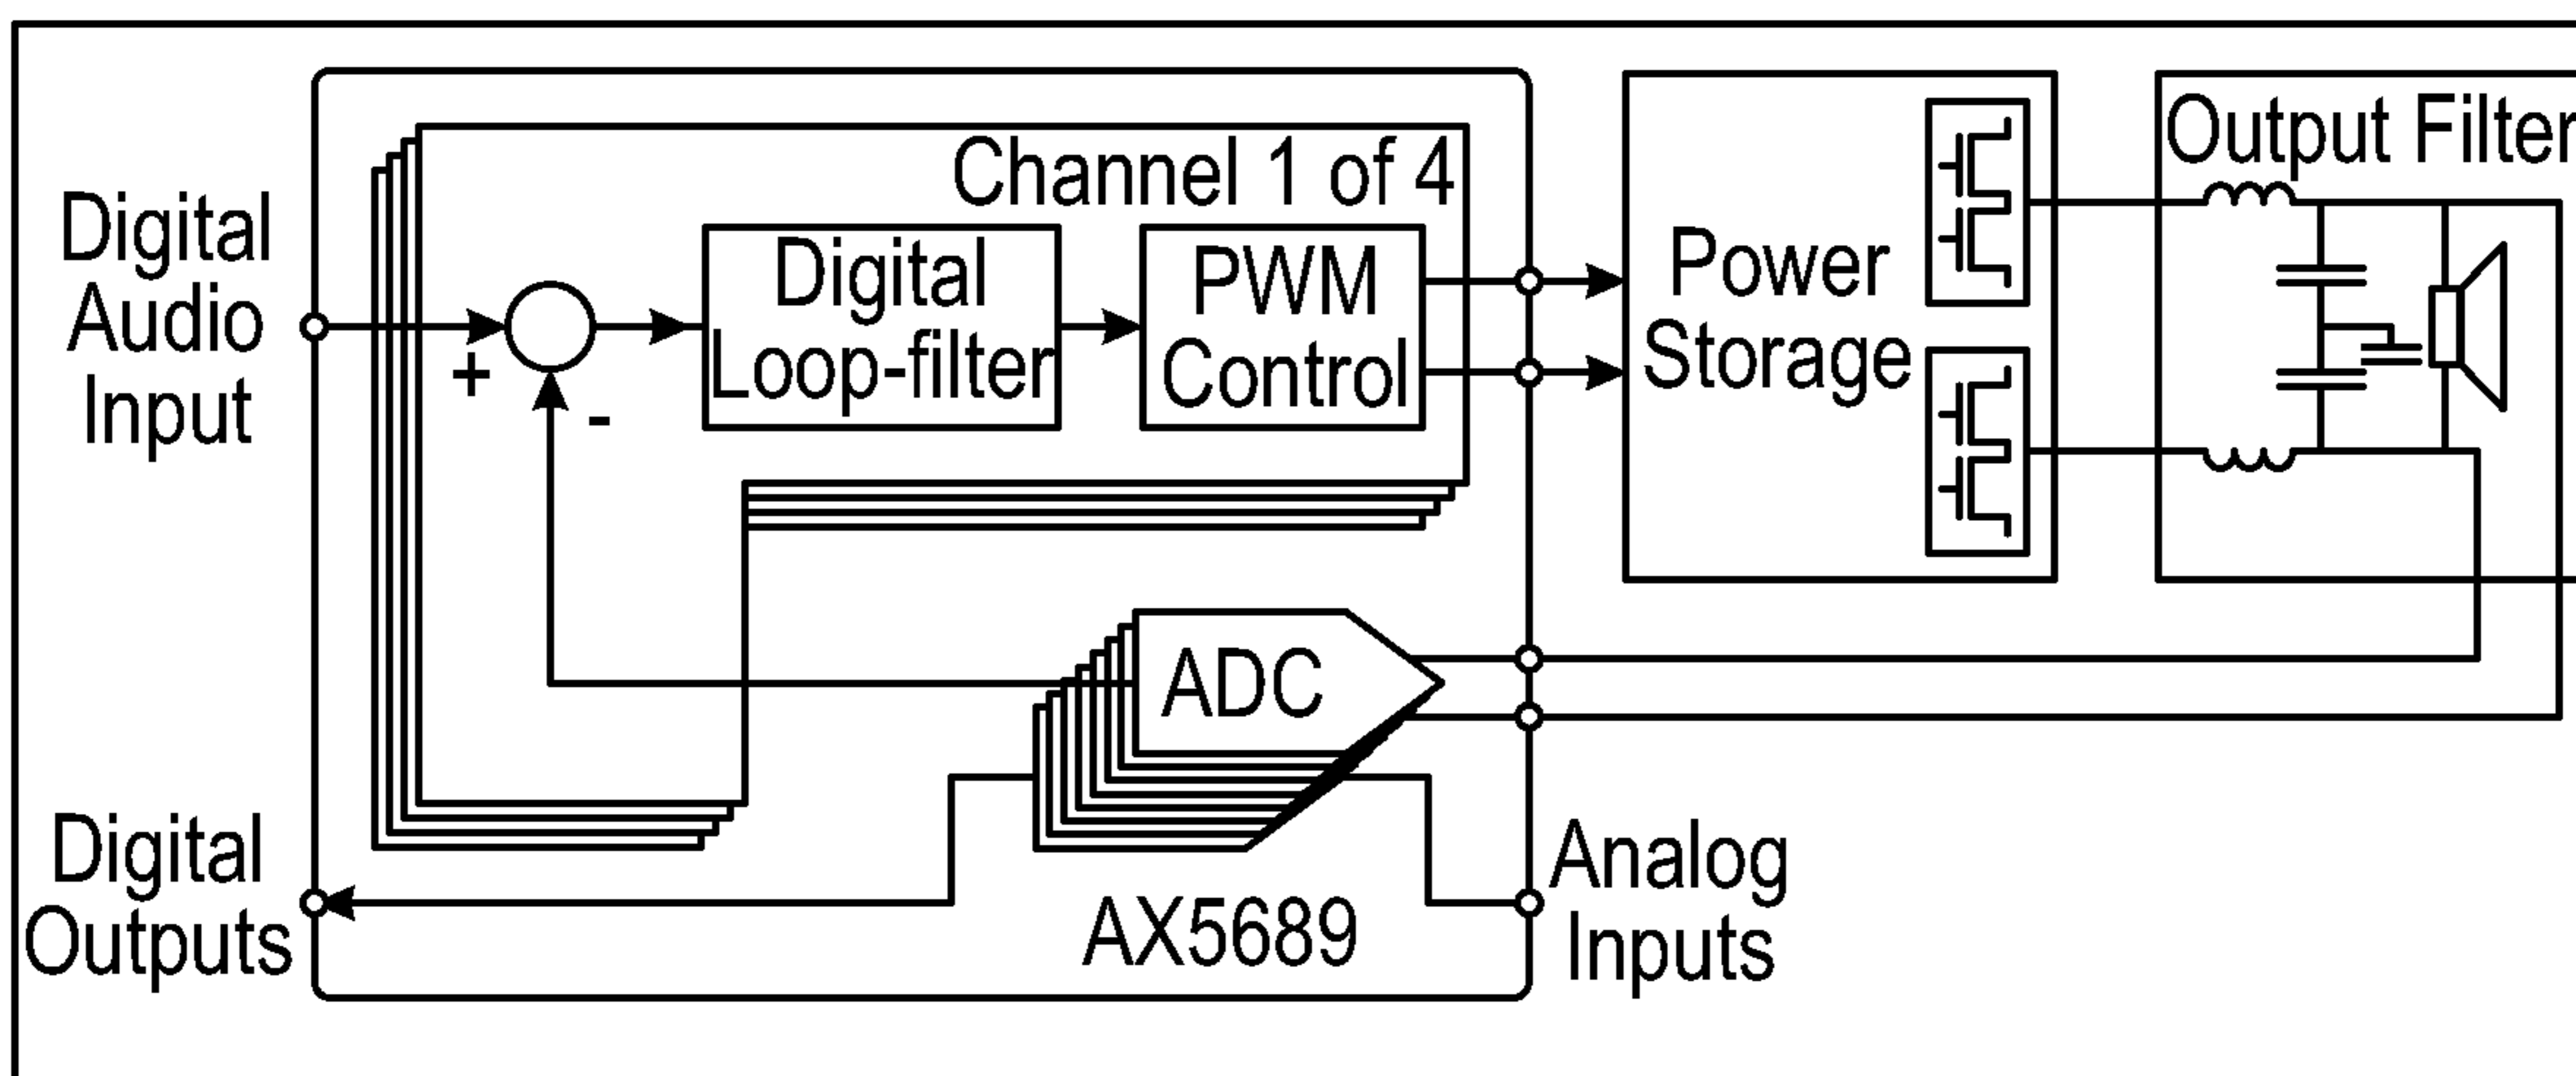 Digital
Audio
Input
Channel 1 of 4
+
-
Digital
Loop-filter
PWM
Control
Power
Storage
Output Filter
ADC
Digital
Outputs
AX5689
Analog
Inputs